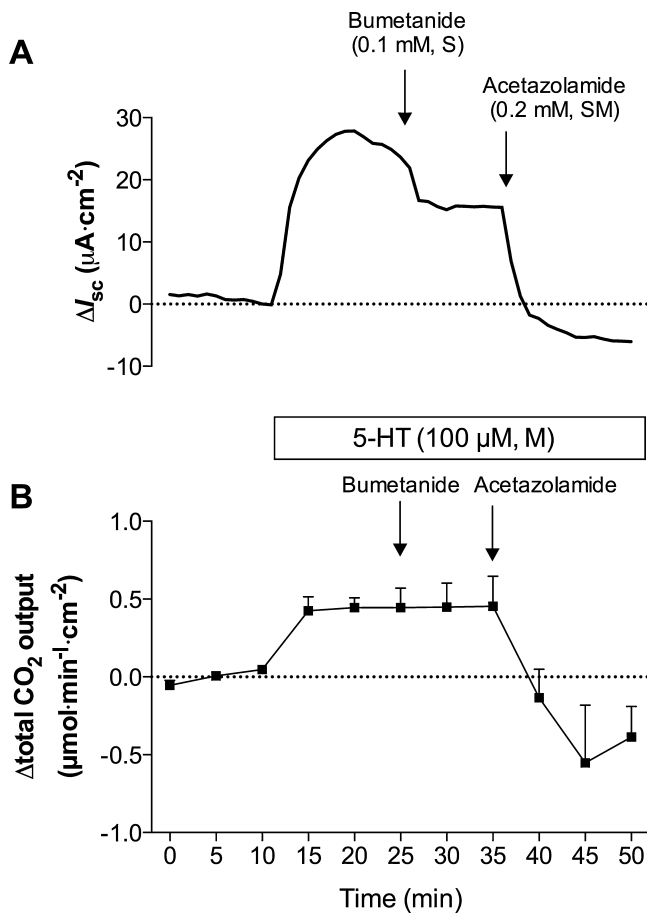 A
Bumetanide
(0.1 mM, S)
Acetazolamide
(0.2 mM, SM)
ΔIsc (µA·cm-2)
30
20
10
0
-10
5-HT (100 µM, M)
B
Bumetanide
Acetazolamide
Δtotal CO2 output
(µmol·min-1·cm-2)
1.0
0.5
0.0
-0.5
-1.0
0 5 10 15 20 25 30 35 40 45 50
Time (min)